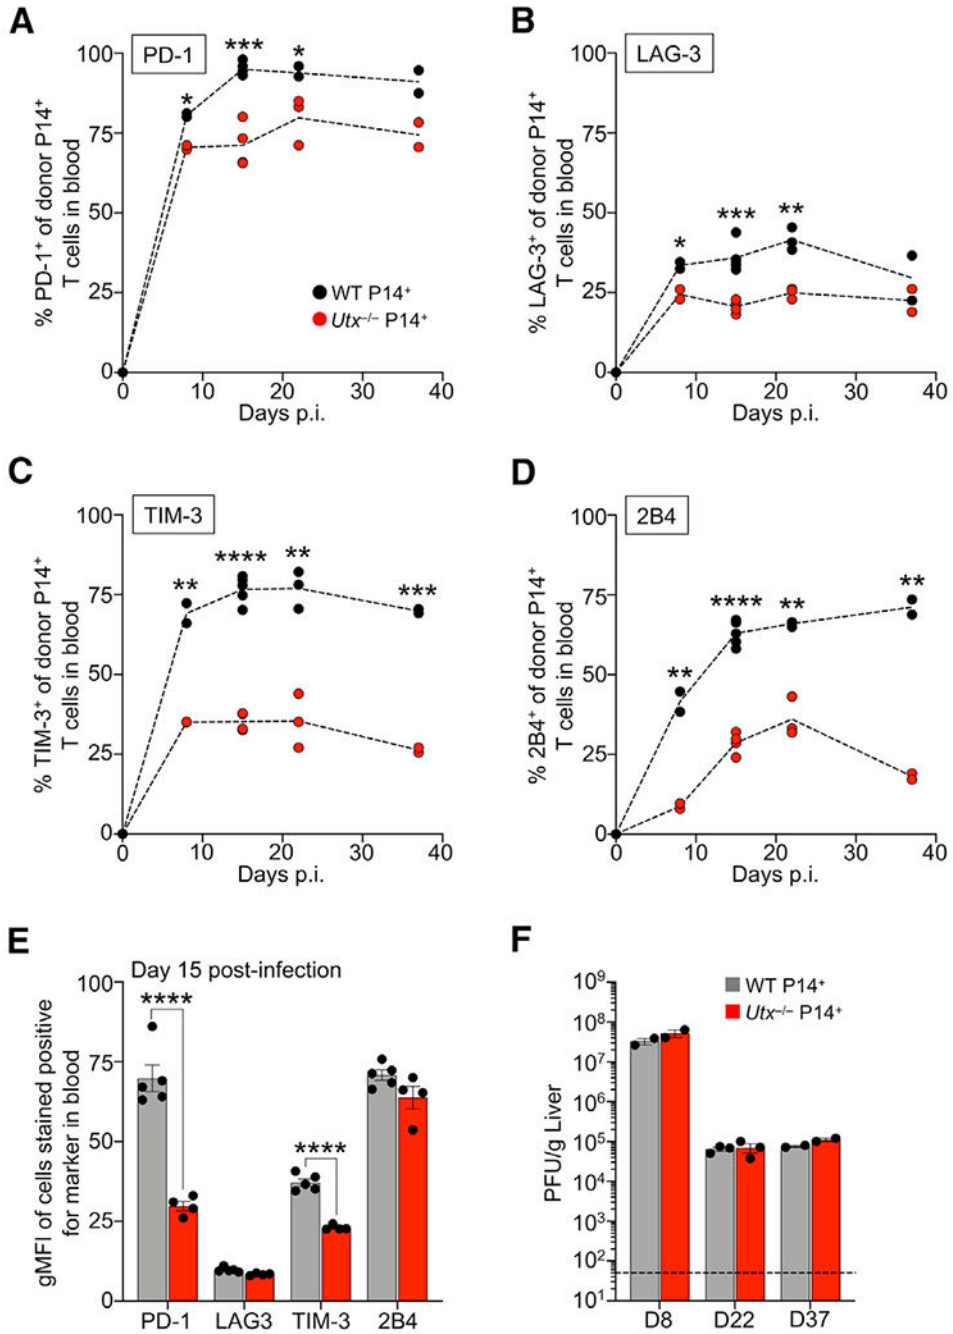 A
PD-1
% PD-1⁺ of donor P14⁺
T cells in blood
100
75
50
25
0
***
*
*
WT P14⁺
Utx⁻/⁻ P14⁺
0 10 20 30 40
Days p.i.
B
LAG-3
% LAG-3⁺ of donor P14⁺
T cells in blood
100
75
50
25
0
*
***
**
0 10 20 30 40
Days p.i.
C
TIM-3
% TIM-3⁺ of donor P14⁺
T cells in blood
100
75
50
25
0
**
****
**
***
0 10 20 30 40
Days p.i.
D
2B4
% 2B4⁺ of donor P14⁺
T cells in blood
100
75
50
25
0
**
****
**
**
0 10 20 30 40
Days p.i.
E
Day 15 post-infection
gMFI of cells stained positive
for marker in blood
100
75
50
25
0
****
****
PD-1 LAG3 TIM-3 2B4
F
WT P14⁺
Utx⁻/⁻ P14⁺
PFU/g Liver
10⁹
10⁸
10⁷
10⁶
10⁵
10⁴
10³
10²
10¹
D8 D22 D37